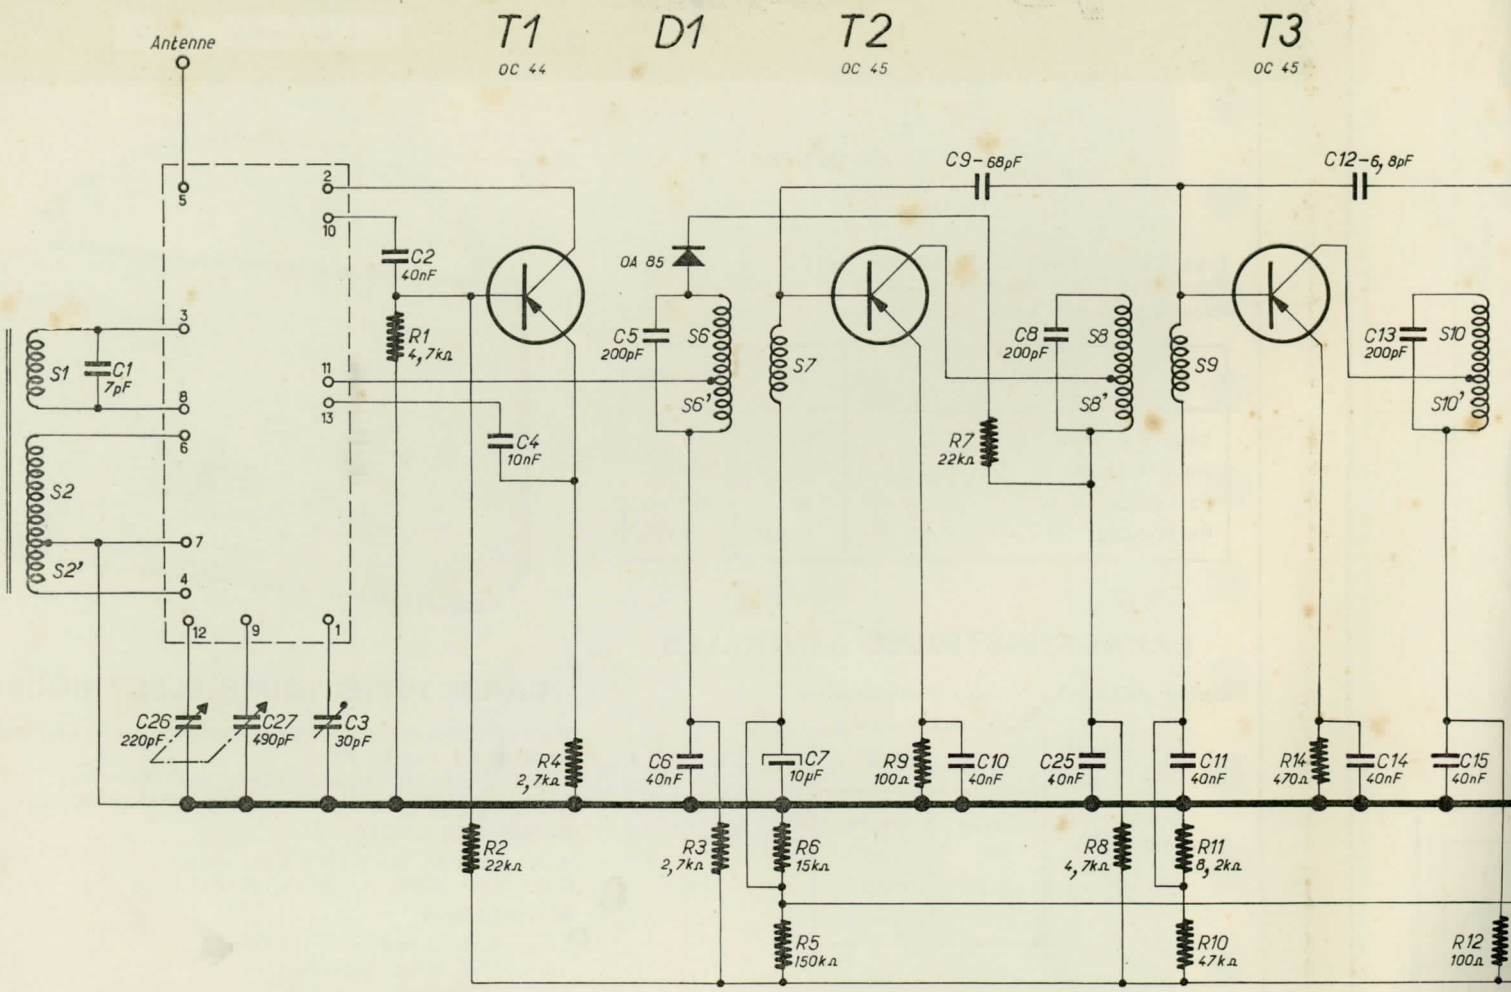 T1
D1
T2
T3
OC 44
OC 45
OC 45
Antenne
C9-68pF
C12-6,8pF
5
2
10
C2
40nF
OA 85
3
S1
C1
7pF
R1
4,7kΩ
C5
200pF
S6
S7
C8
200pF
S8
S9
C13
200pF
S10
11
8
13
S6'
S8'
S10'
6
C4
10nF
R7
22kΩ
S2
7
S2'
4
12
9
1
C26
220pF
C27
490pF
C3
30pF
R4
2,7kΩ
C6
40nF
C7
10µF
R9
100Ω
C10
40nF
C25
40nF
C11
40nF
R14
470Ω
C14
40nF
C15
40nF
R2
22kΩ
R3
2,7kΩ
R6
15kΩ
R8
4,7kΩ
R11
8,2kΩ
R5
150kΩ
R10
47kΩ
R12
100Ω